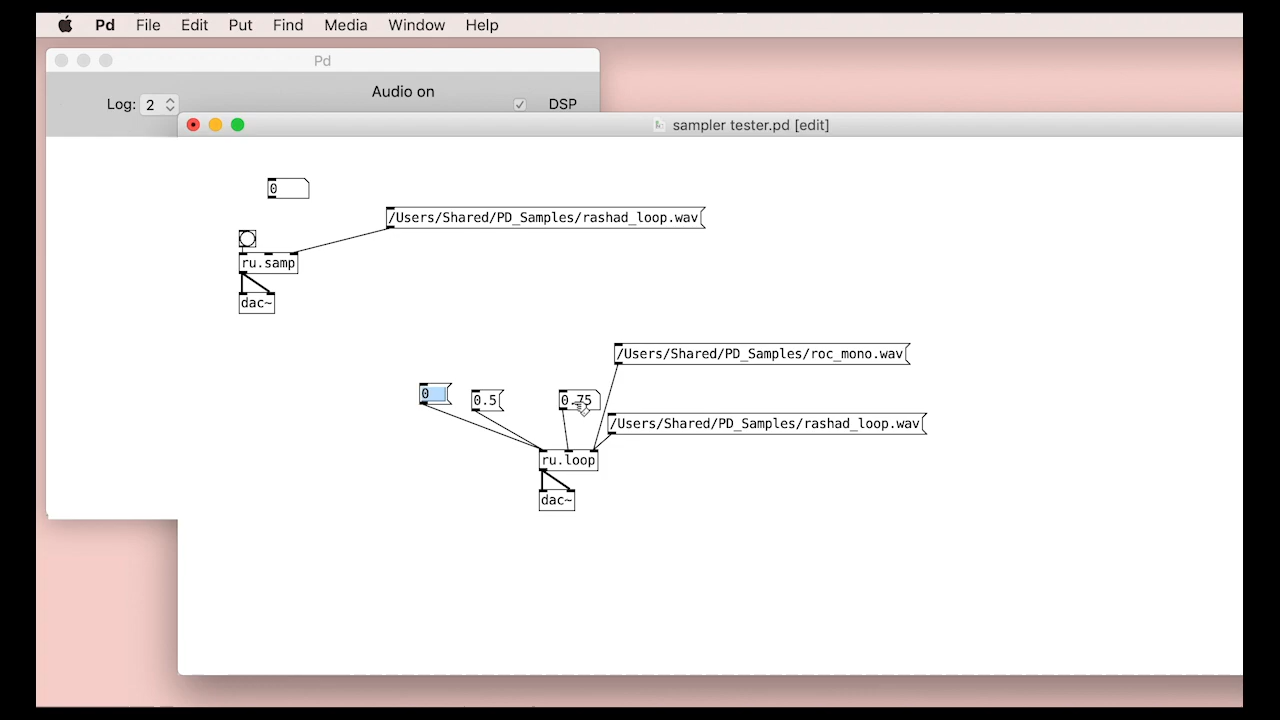 Pd File Edit Put Find Media Window Help
Pd
Audio on
Log: 2 DSP
sampler tester.pd [edit]
0
/Users/Shared/PD_Samples/rashad_loop.wav
ru.samp
dac~
/Users/Shared/PD_Samples/roc_mono.wav
0 0.5 0.75
/Users/Shared/PD_Samples/rashad_loop.wav
ru.loop
dac~